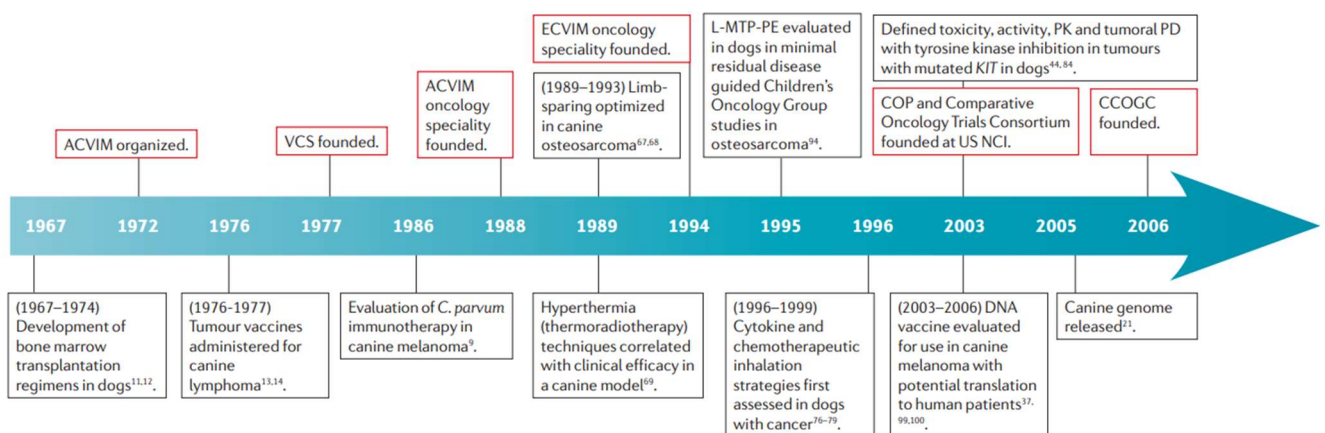 ACVIM organized.
VCS founded.
ACVIM
oncology
speciality
founded.
ECVIM oncology
speciality founded.
(1989–1993) Limb-
sparing optimized
in canine
osteosarcoma67,68.
L-MTP-PE evaluated
in dogs in minimal
residual disease
guided Children’s
Oncology Group
studies in
osteosarcoma94.
Defined toxicity, activity, PK and tumoral PD
with tyrosine kinase inhibition in tumours
with mutated KIT in dogs44,84.
COP and Comparative
Oncology Trials Consortium
founded at US NCI.
CCOGC
founded.
1967 1972 1976 1977 1986 1988 1989 1994 1995 1996 2003 2005 2006
(1967–1974)
Development of
bone marrow
transplantation
regimens in dogs11,12.
(1976-1977)
Tumour vaccines
administered for
canine
lymphoma13,14.
Evaluation of C. parvum
immunotherapy in
canine melanoma9.
Hyperthermia
(thermoradiotherapy)
techniques correlated
with clinical efficacy in
a canine model69.
(1996–1999)
Cytokine and
chemotherapeutic
inhalation
strategies first
assessed in dogs
with cancer76–79.
(2003–2006) DNA
vaccine evaluated
for use in canine
melanoma with
potential translation
to human patients37,
99,100.
Canine genome
released21.